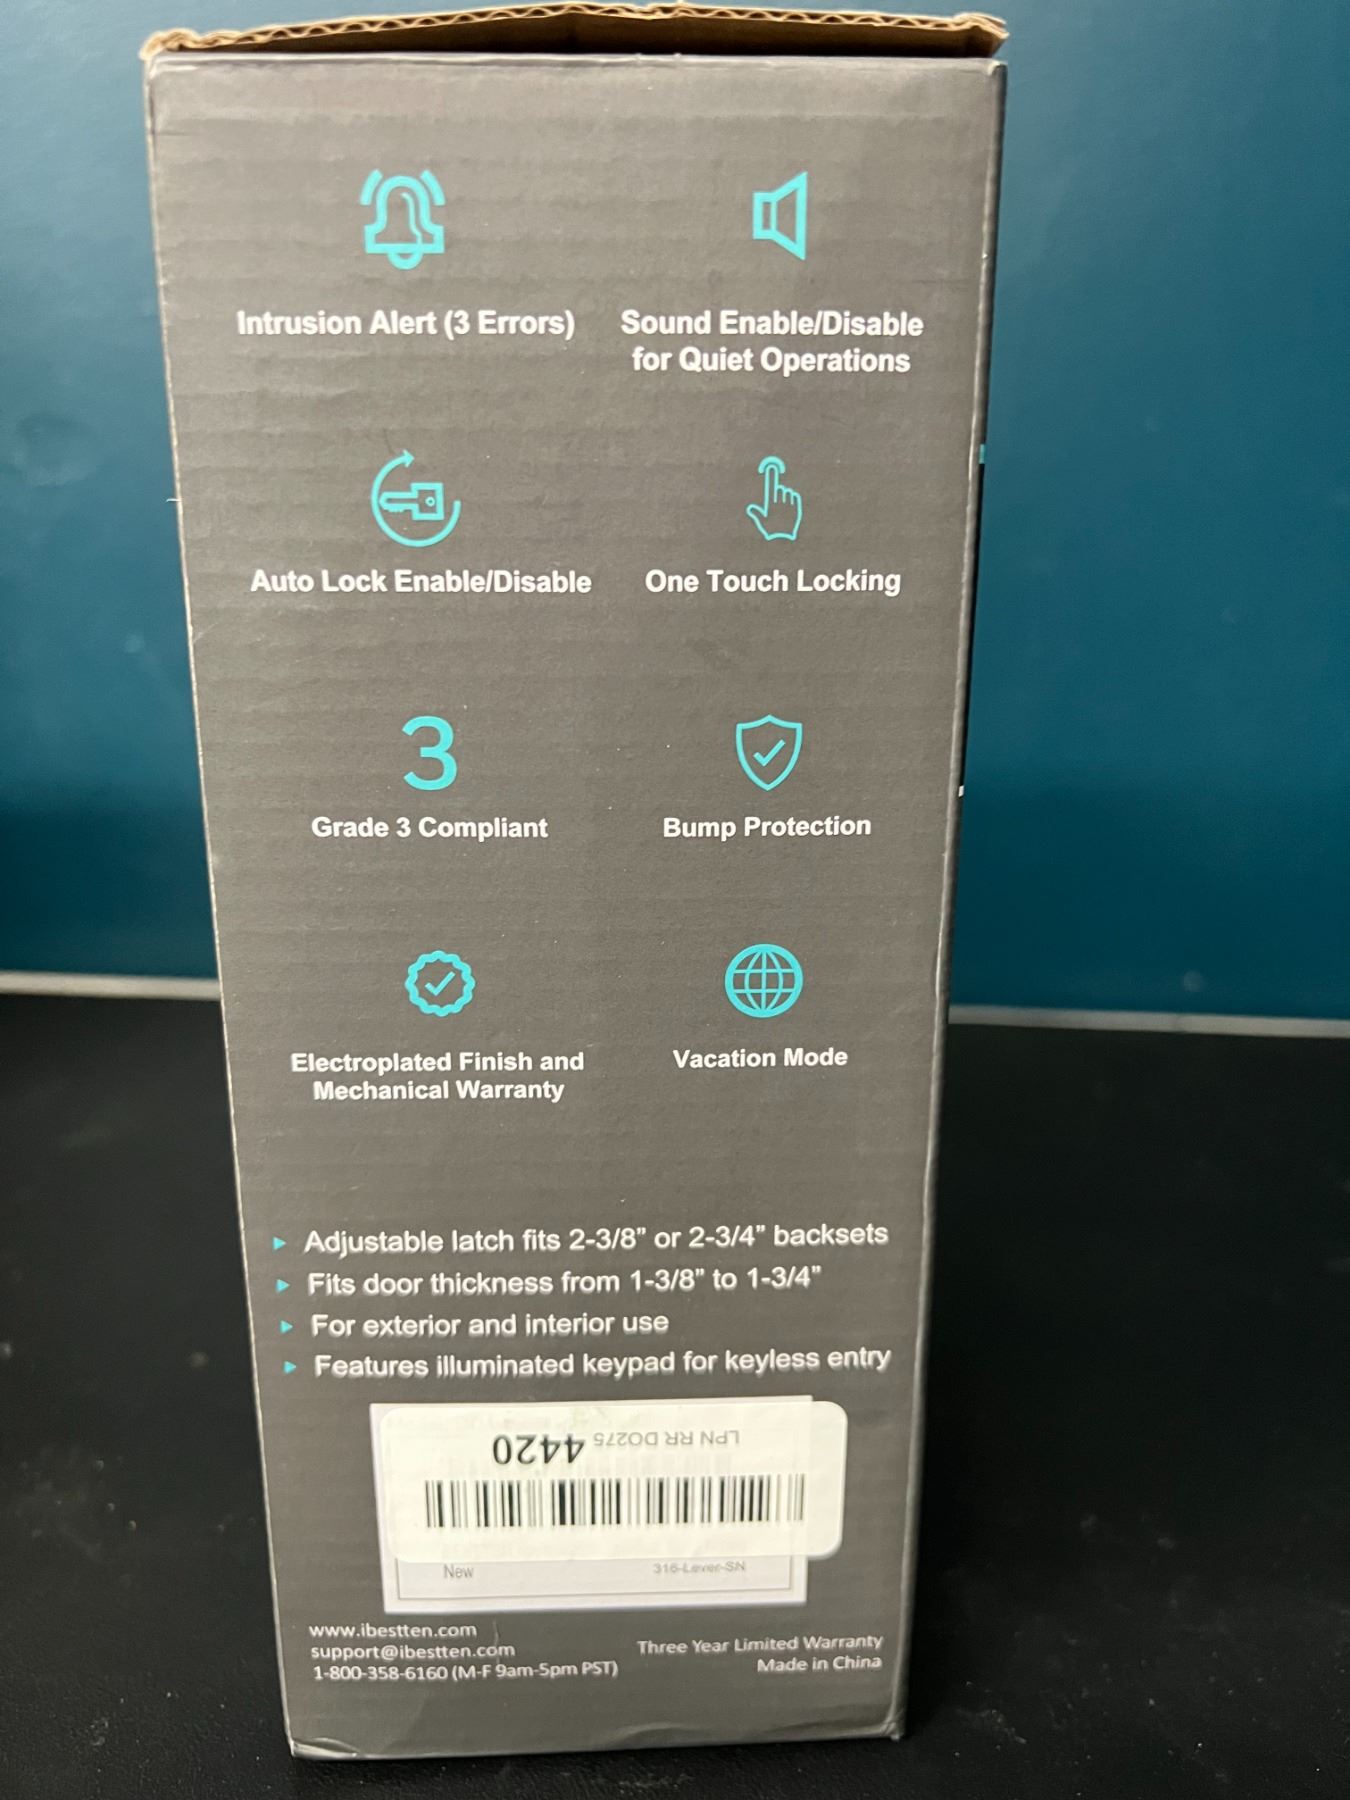 Intrusion Alert (3 Errors)
Sound Enable/Disable
for Quiet Operations
Auto Lock Enable/Disable
One Touch Locking
3
Grade 3 Compliant
Bump Protection
Electroplated Finish and
Mechanical Warranty
Vacation Mode
Adjustable latch fits 2-3/8” or 2-3/4” backsets
Fits door thickness from 1-3/8” to 1-3/4”
For exterior and interior use
Features illuminated keypad for keyless entry
LPN RR DO275 4420
New
316-Lever-SN
www.ibestten.com
support@ibestten.com
1-800-358-6160 (M-F 9am-5pm PST)
Three Year Limited Warranty
Made in China